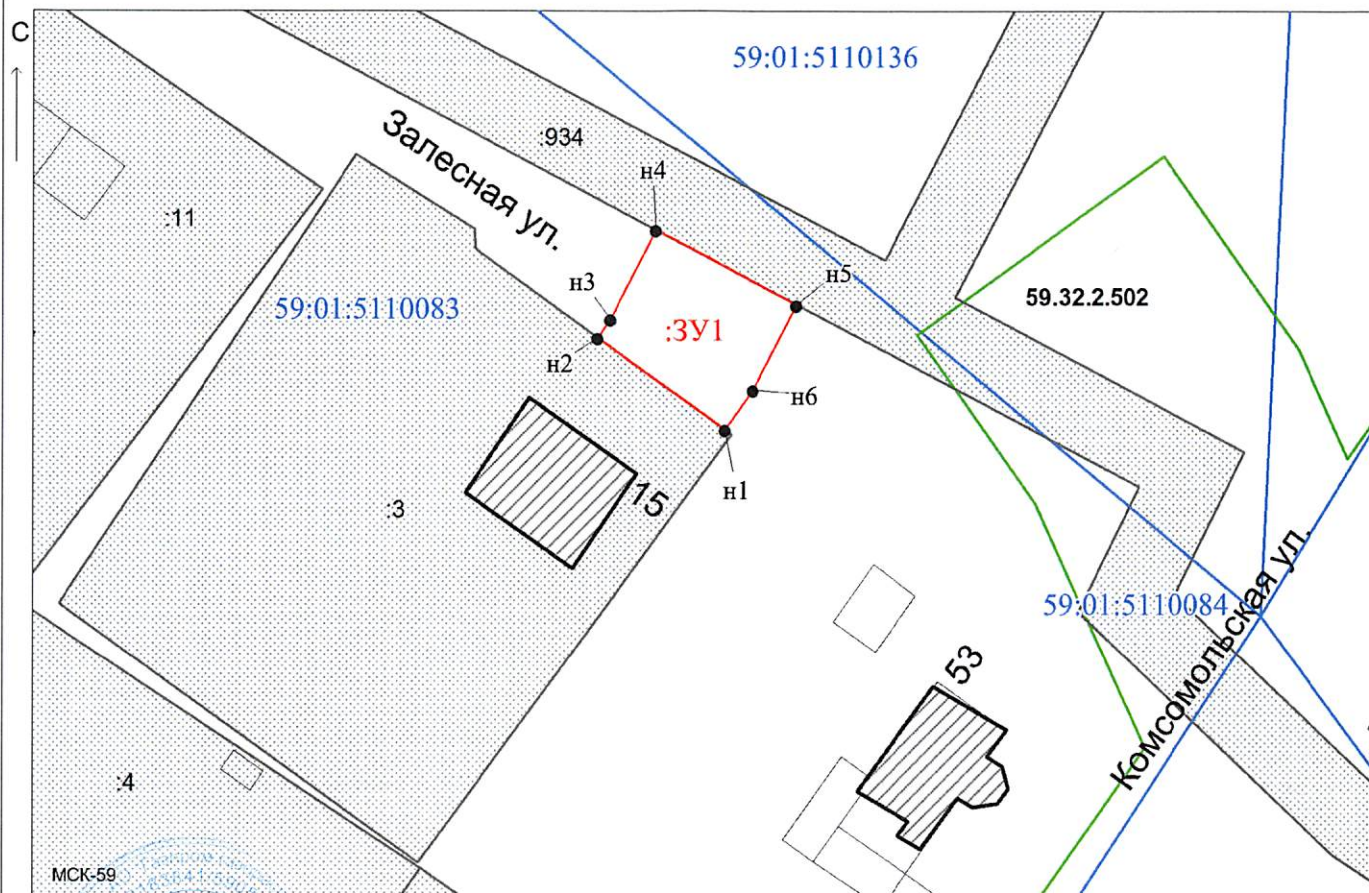 С
59:01:5110136
Залесная ул.
:934
н4
:11
н3
н5
59:01:5110083
:ЗУ1
59.32.2.502
н2
н6
н1
15
:3
59:01:5110084
Комсомольская ул.
53
:4
МСК-59